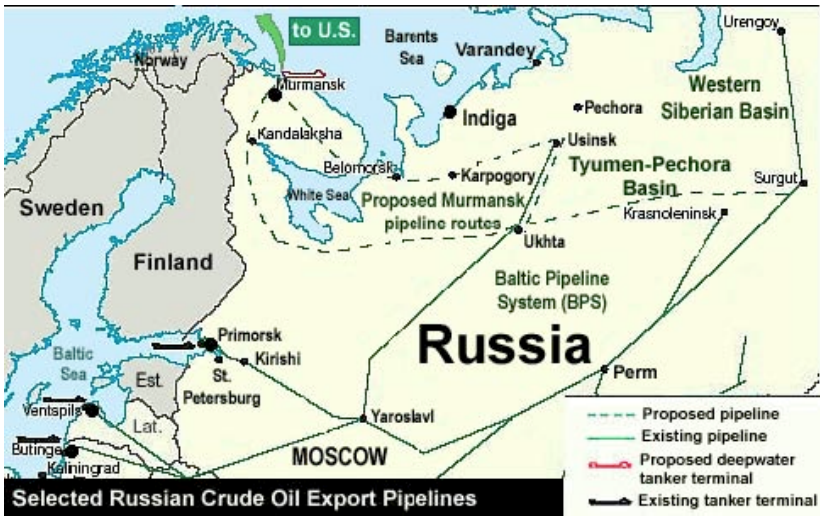 Urengoy
to U.S.
Barents
Sea
Varandey
Norway
Western
Siberian Basin
Murmansk
Pechora
Indiga
Kandalaksha
Usinsk
Belomorsk
Karpogory
Tyumen-Pechora
Basin
Surgut
White Sea
Proposed Murmansk
pipeline routes
Sweden
Krasnoleninsk
Ukhta
Finland
Baltic Pipeline
System (BPS)
Primorsk
Russia
Baltic
Sea
Kirishi
St.
Petersburg
Est.
Perm
Ventspils
Lat.
Yaroslavl
Butinge
MOSCOW
Kaliningrad
Proposed pipeline
Existing pipeline
Proposed deepwater
tanker terminal
Existing tanker terminal
Selected Russian Crude Oil Export Pipelines